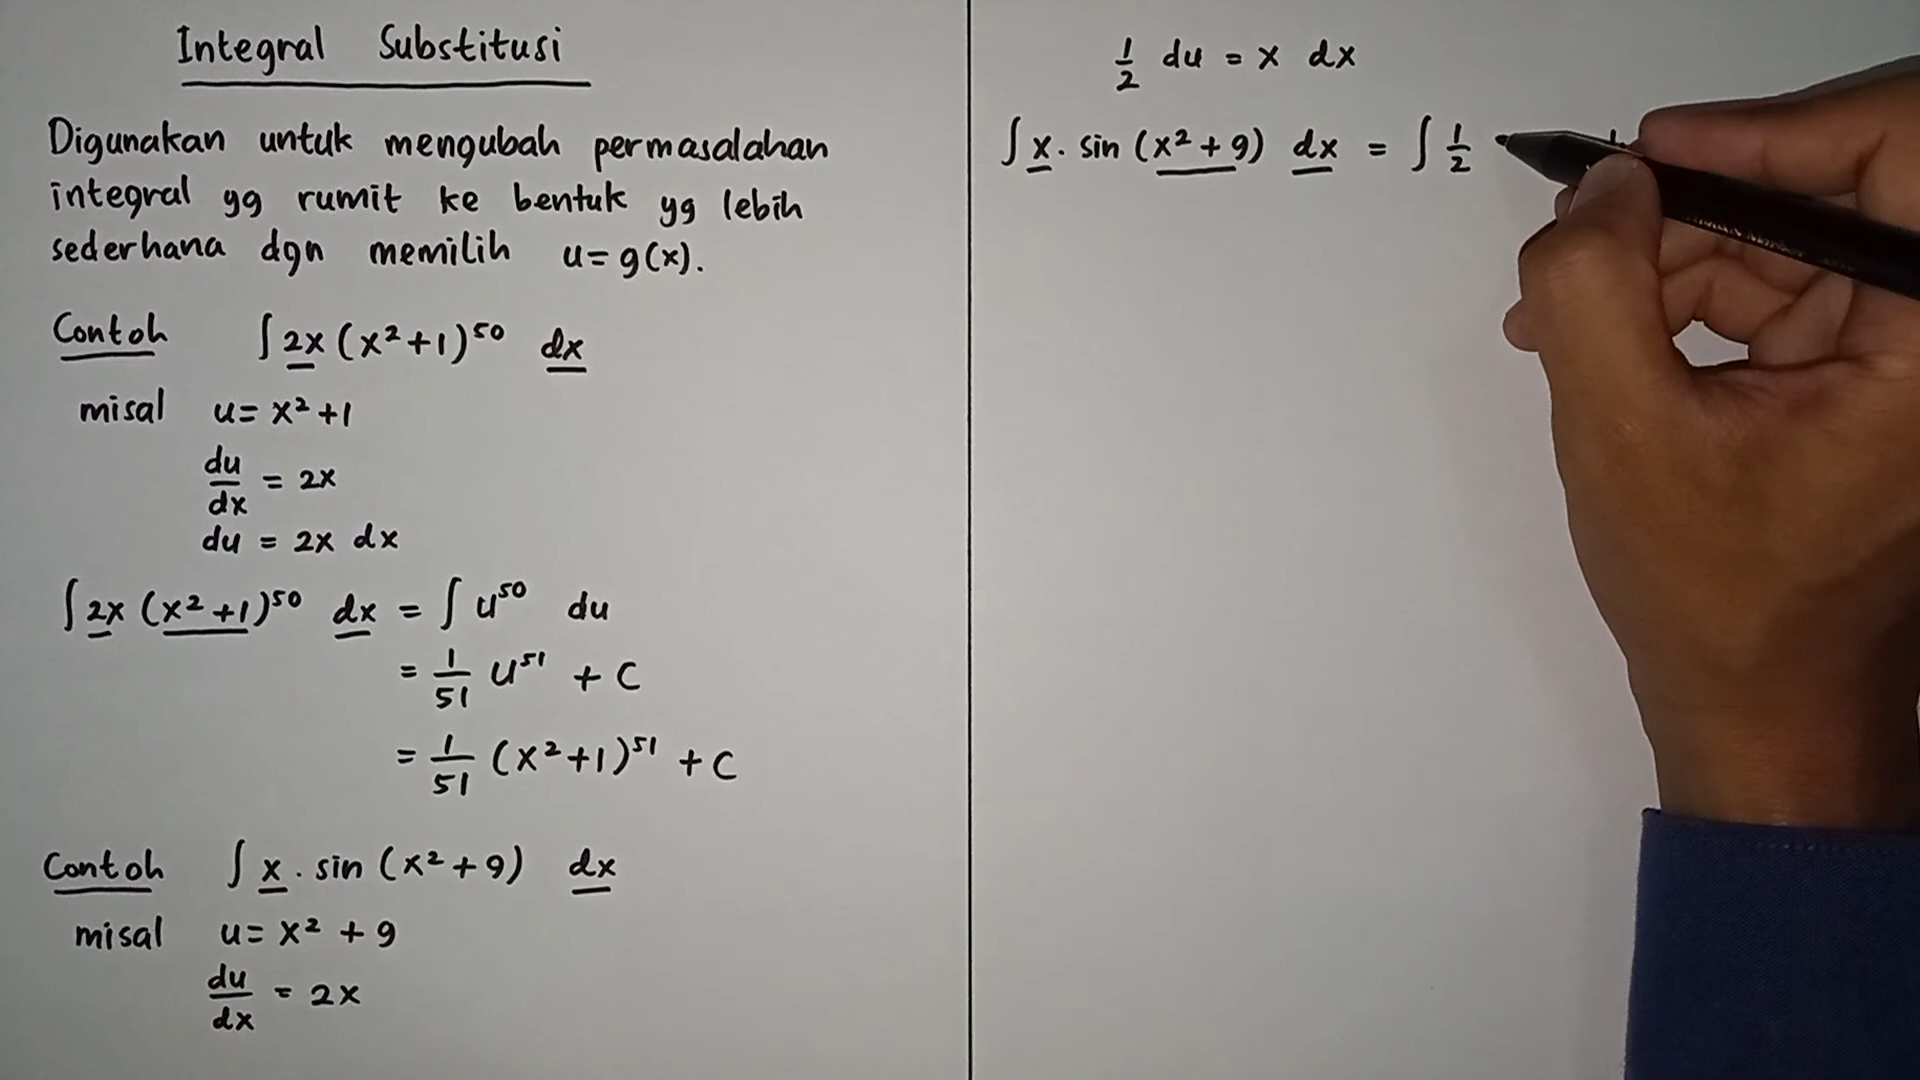 Integral Substitusi
Digunakan untuk mengubah permasalahan
integral yg rumit ke bentuk yg lebih
sederhana dgn memilih u = g(x).
Contoh ∫ 2x (x² + 1)⁵⁰ dx
misal u = x² + 1
du/dx = 2x
du = 2x dx
∫ 2x (x² + 1)⁵⁰ dx = ∫ u⁵⁰ du
= 1/51 u⁵¹ + C
= 1/51 (x² + 1)⁵¹ + C
Contoh ∫ x . sin (x² + 9) dx
misal u = x² + 9
du/dx = 2x
1/2 du = x dx
∫ x . sin (x² + 9) dx = ∫ 1/2